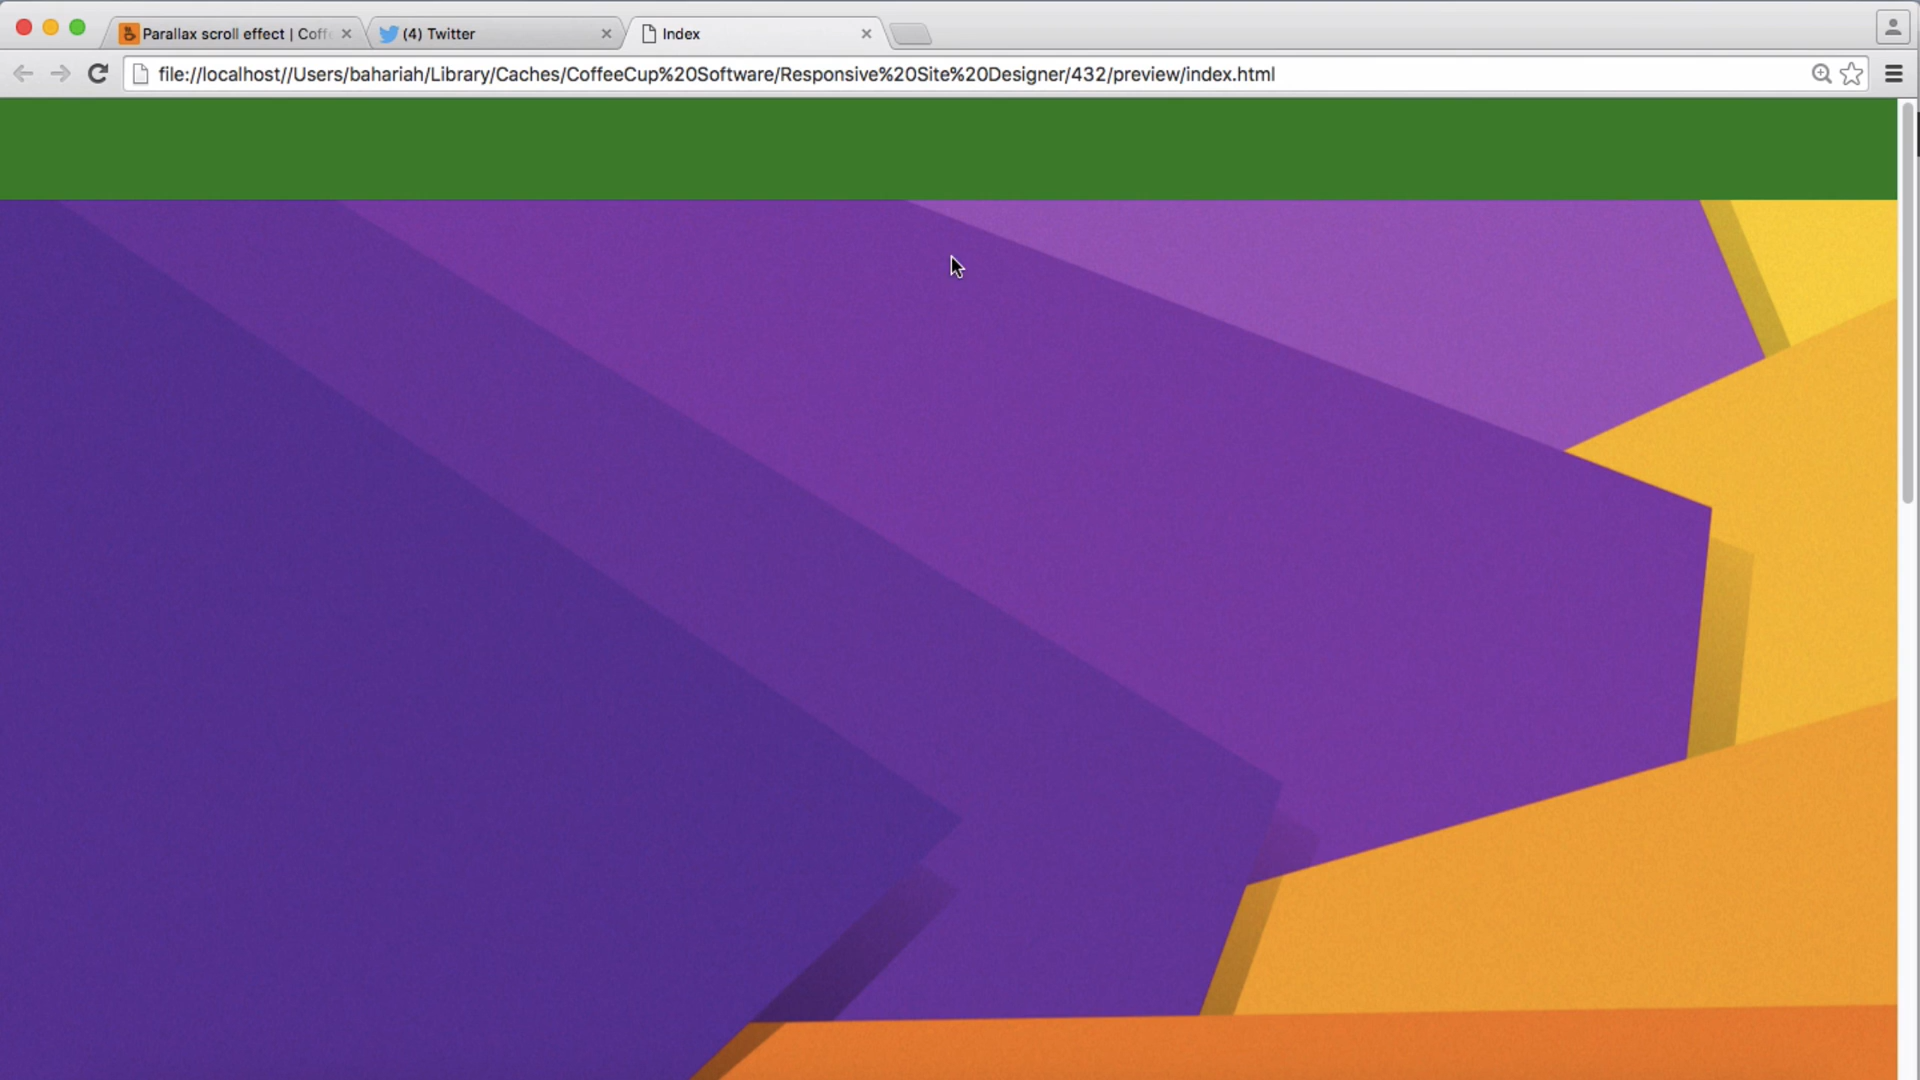 Parallax scroll effect | Coff
(4) Twitter
Index
file://localhost//Users/bahariah/Library/Caches/CoffeeCup%20Software/Responsive%20Site%20Designer/432/preview/index.html